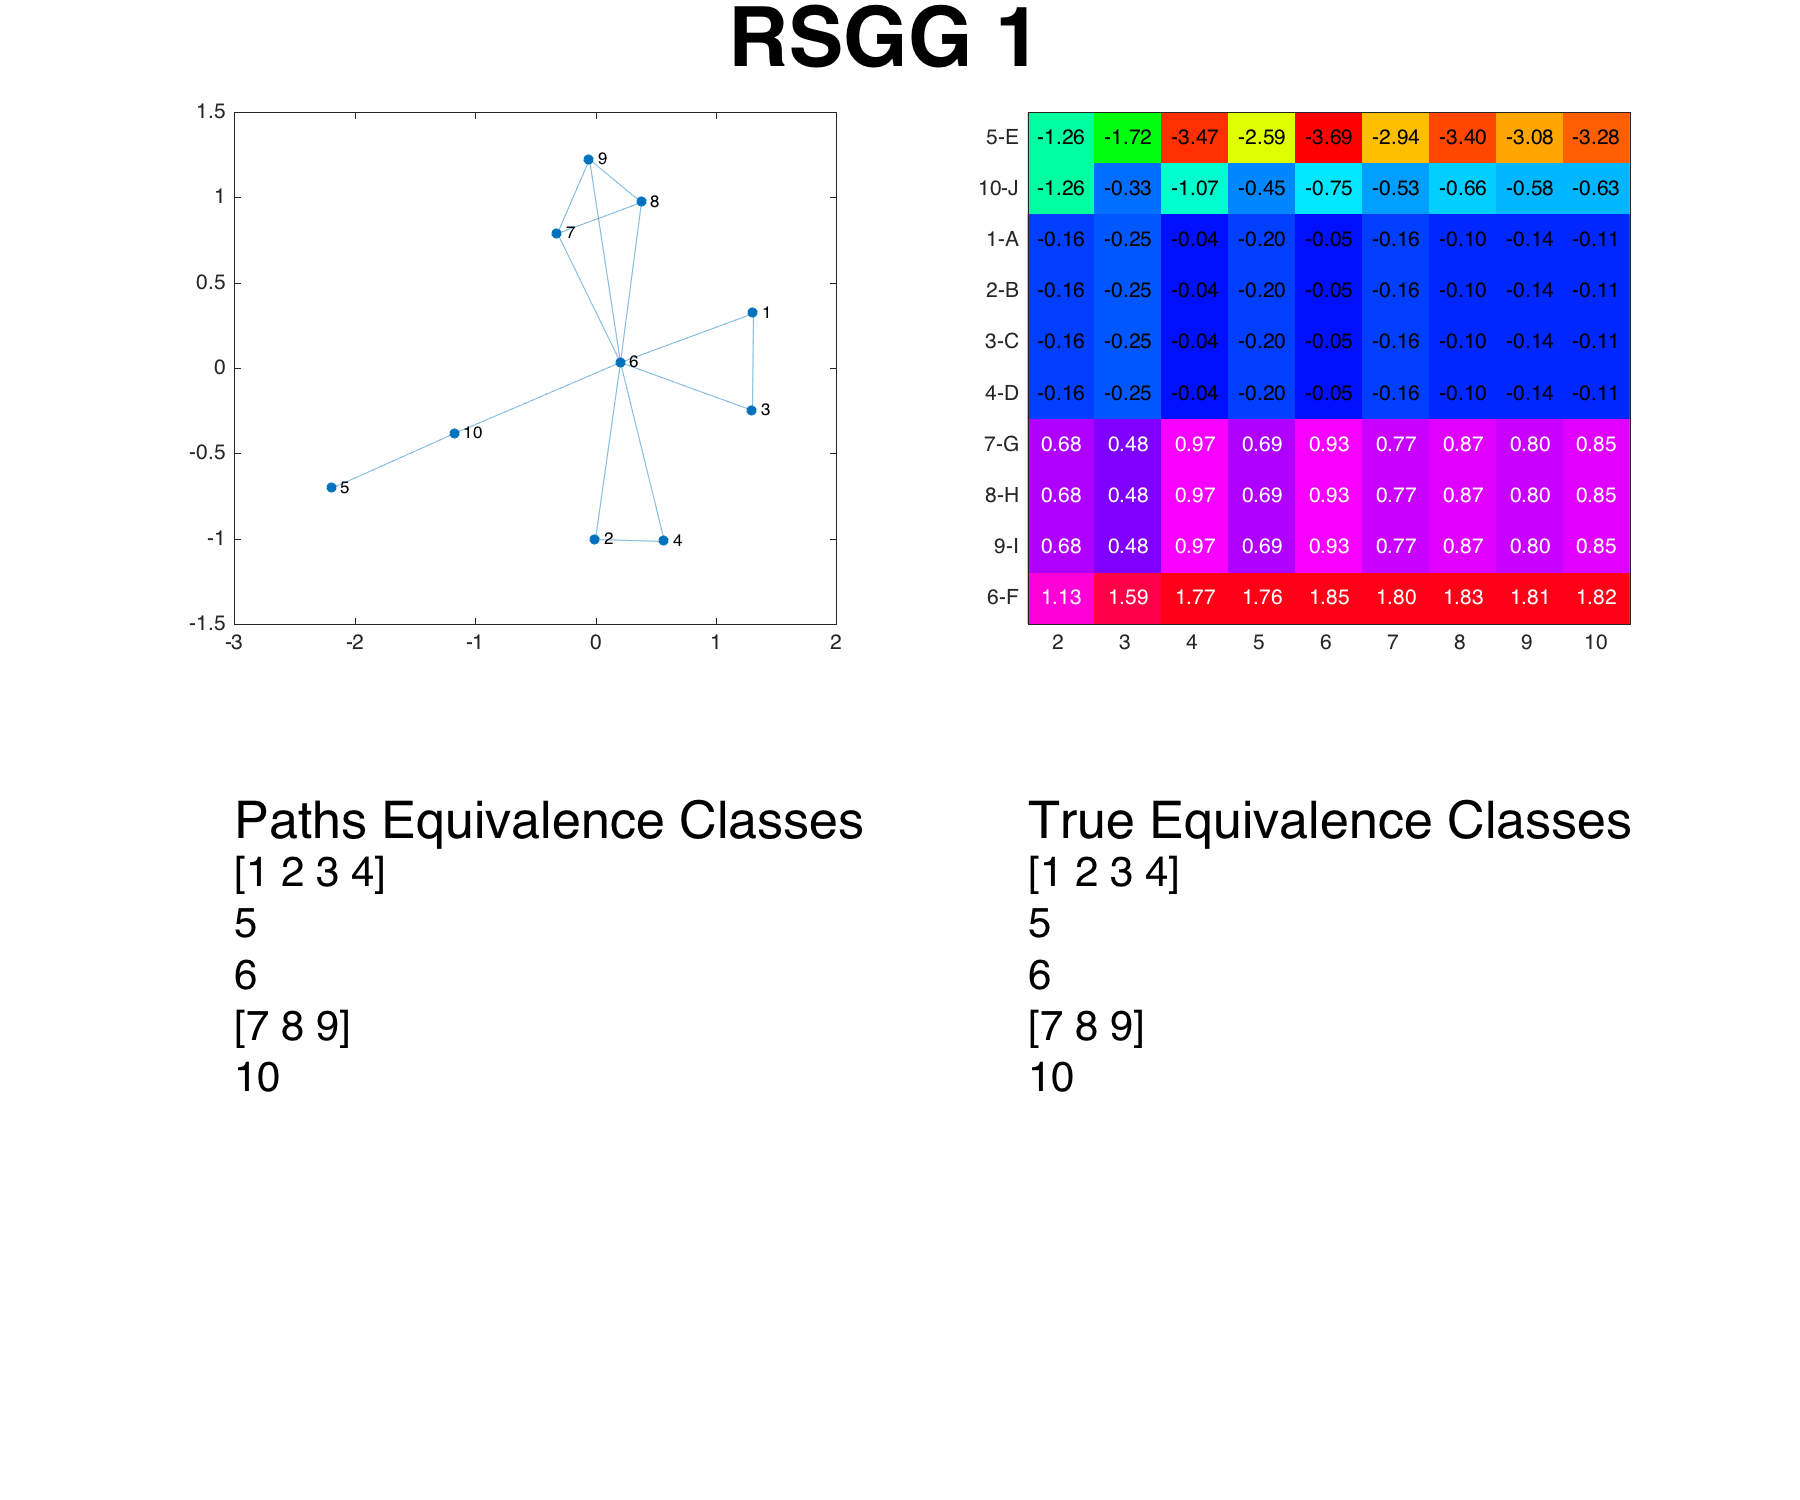 RSGG 1
1.5
1
0.5
0
-0.5
-1
-1.5
-3 -2 -1 0 1 2
9
8
7
1
6
3
10
5
2
4
5-E -1.26 -1.72 -3.47 -2.59 -3.69 -2.94 -3.40 -3.08 -3.28
10-J -1.26 -0.33 -1.07 -0.45 -0.75 -0.53 -0.66 -0.58 -0.63
1-A -0.16 -0.25 -0.04 -0.20 -0.05 -0.16 -0.10 -0.14 -0.11
2-B -0.16 -0.25 -0.04 -0.20 -0.05 -0.16 -0.10 -0.14 -0.11
3-C -0.16 -0.25 -0.04 -0.20 -0.05 -0.16 -0.10 -0.14 -0.11
4-D -0.16 -0.25 -0.04 -0.20 -0.05 -0.16 -0.10 -0.14 -0.11
7-G 0.68 0.48 0.97 0.69 0.93 0.77 0.87 0.80 0.85
8-H 0.68 0.48 0.97 0.69 0.93 0.77 0.87 0.80 0.85
9-I 0.68 0.48 0.97 0.69 0.93 0.77 0.87 0.80 0.85
6-F 1.13 1.59 1.77 1.76 1.85 1.80 1.83 1.81 1.82
2 3 4 5 6 7 8 9 10
Paths Equivalence Classes
[1 2 3 4]
5
6
[7 8 9]
10
True Equivalence Classes
[1 2 3 4]
5
6
[7 8 9]
10